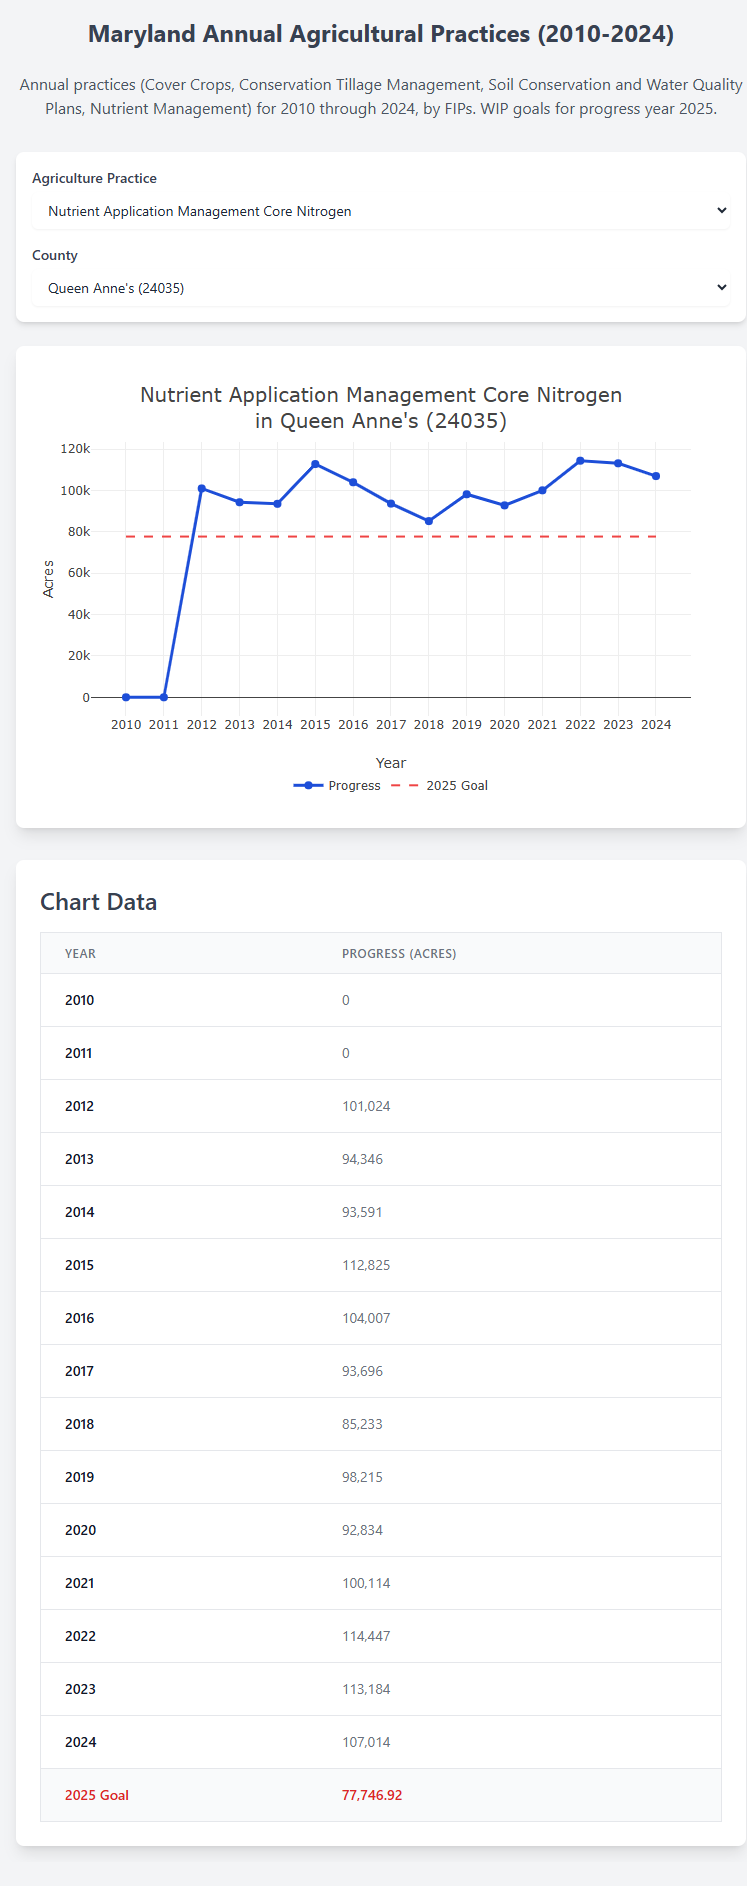 Maryland Annual Agricultural Practices (2010-2024)
Annual practices (Cover Crops, Conservation Tillage Management, Soil Conservation and Water Quality
Plans, Nutrient Management) for 2010 through 2024, by FIPs. WIP goals for progress year 2025.
Agriculture Practice
Nutrient Application Management Core Nitrogen
County
Queen Anne's (24035)
Nutrient Application Management Core Nitrogen
in Queen Anne's (24035)
120k
100k
80k
60k
40k
20k
0
Acres
2010 2011 2012 2013 2014 2015 2016 2017 2018 2019 2020 2021 2022 2023 2024
Year
Progress 2025 Goal
Chart Data
YEAR PROGRESS (ACRES)
2010 0
2011 0
2012 101,024
2013 94,346
2014 93,591
2015 112,825
2016 104,007
2017 93,696
2018 85,233
2019 98,215
2020 92,834
2021 100,114
2022 114,447
2023 113,184
2024 107,014
2025 Goal 77,746.92